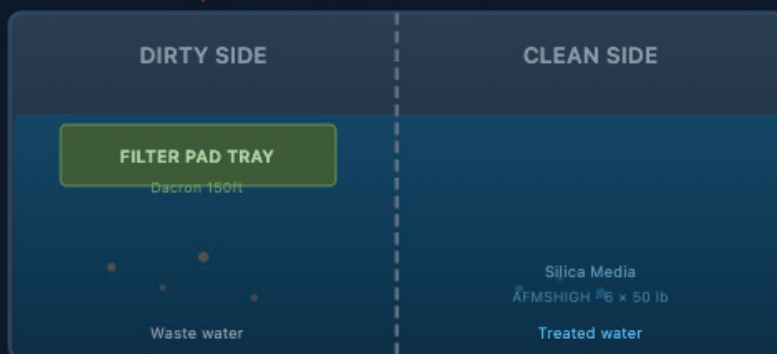 DIRTY SIDE
CLEAN SIDE
FILTER PAD TRAY
Dacron 150ft
Silica Media
AFMSHIGH 6 × 50 lb
Waste water
Treated water